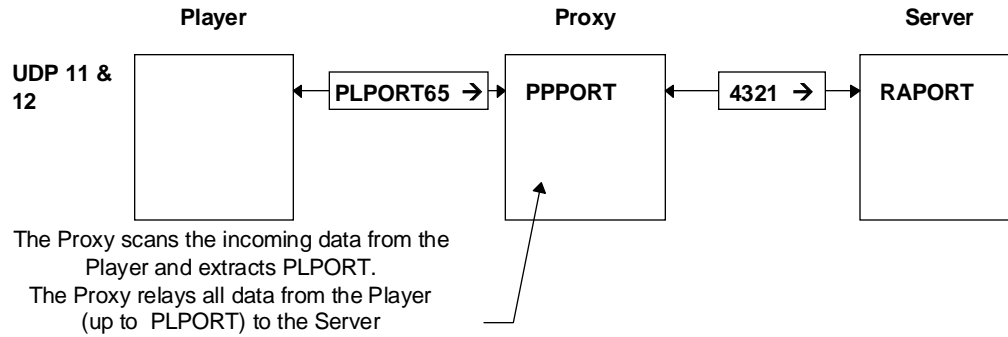 Player Proxy Server
UDP 11 &
12
PLPORT65 → PPPORT 4321 → RAPORT
The Proxy scans the incoming data from the
Player and extracts PLPORT.
The Proxy relays all data from the Player
(up to PLPORT) to the Server